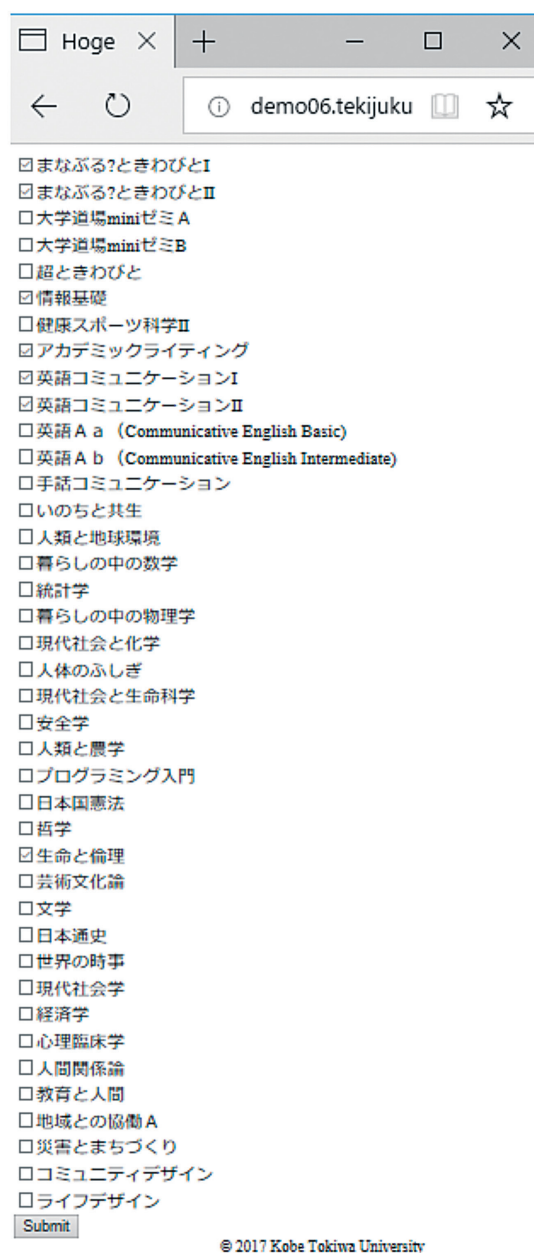 Hoge
demo06.tekijuku
まなぶる?ときわびとI
まなぶる?ときわびとII
大学道場miniゼミA
大学道場miniゼミB
超ときわびと
情報基礎
健康スポーツ科学II
アカデミックライティング
英語コミュニケーションI
英語コミュニケーションII
英語Ａａ（Communicative English Basic)
英語Ａｂ（Communicative English Intermediate)
手話コミュニケーション
いのちと共生
人類と地球環境
暮らしの中の数学
統計学
暮らしの中の物理学
現代社会と化学
人体のふしぎ
現代社会と生命科学
安全学
人類と農学
プログラミング入門
日本国憲法
哲学
生命と倫理
芸術文化論
文学
日本通史
世界の時事
現代社会学
経済学
心理臨床学
人間関係論
教育と人間
地域との協働Ａ
災害とまちづくり
コミュニティデザイン
ライフデザイン
Submit
© 2017 Kobe Tokiwa University